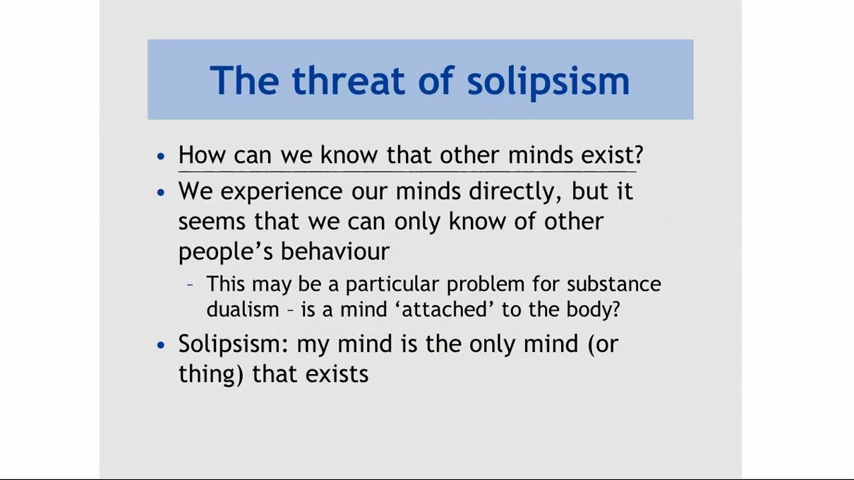 The threat of solipsism
• How can we know that other minds exist?
• We experience our minds directly, but it
seems that we can only know of other
people’s behaviour
– This may be a particular problem for substance
dualism – is a mind ‘attached’ to the body?
• Solipsism: my mind is the only mind (or
thing) that exists